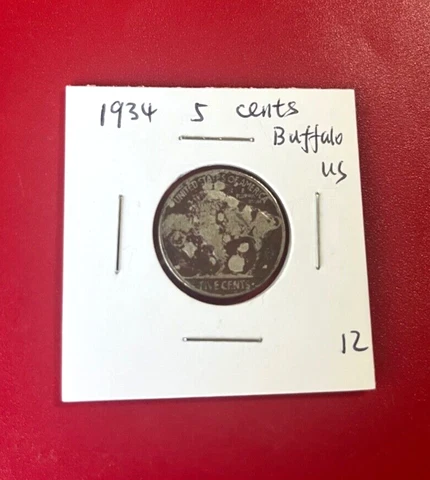 1934 5 cents
Buffalo
US
UNITED STATES OF AMERICA
FIVE CENTS
12